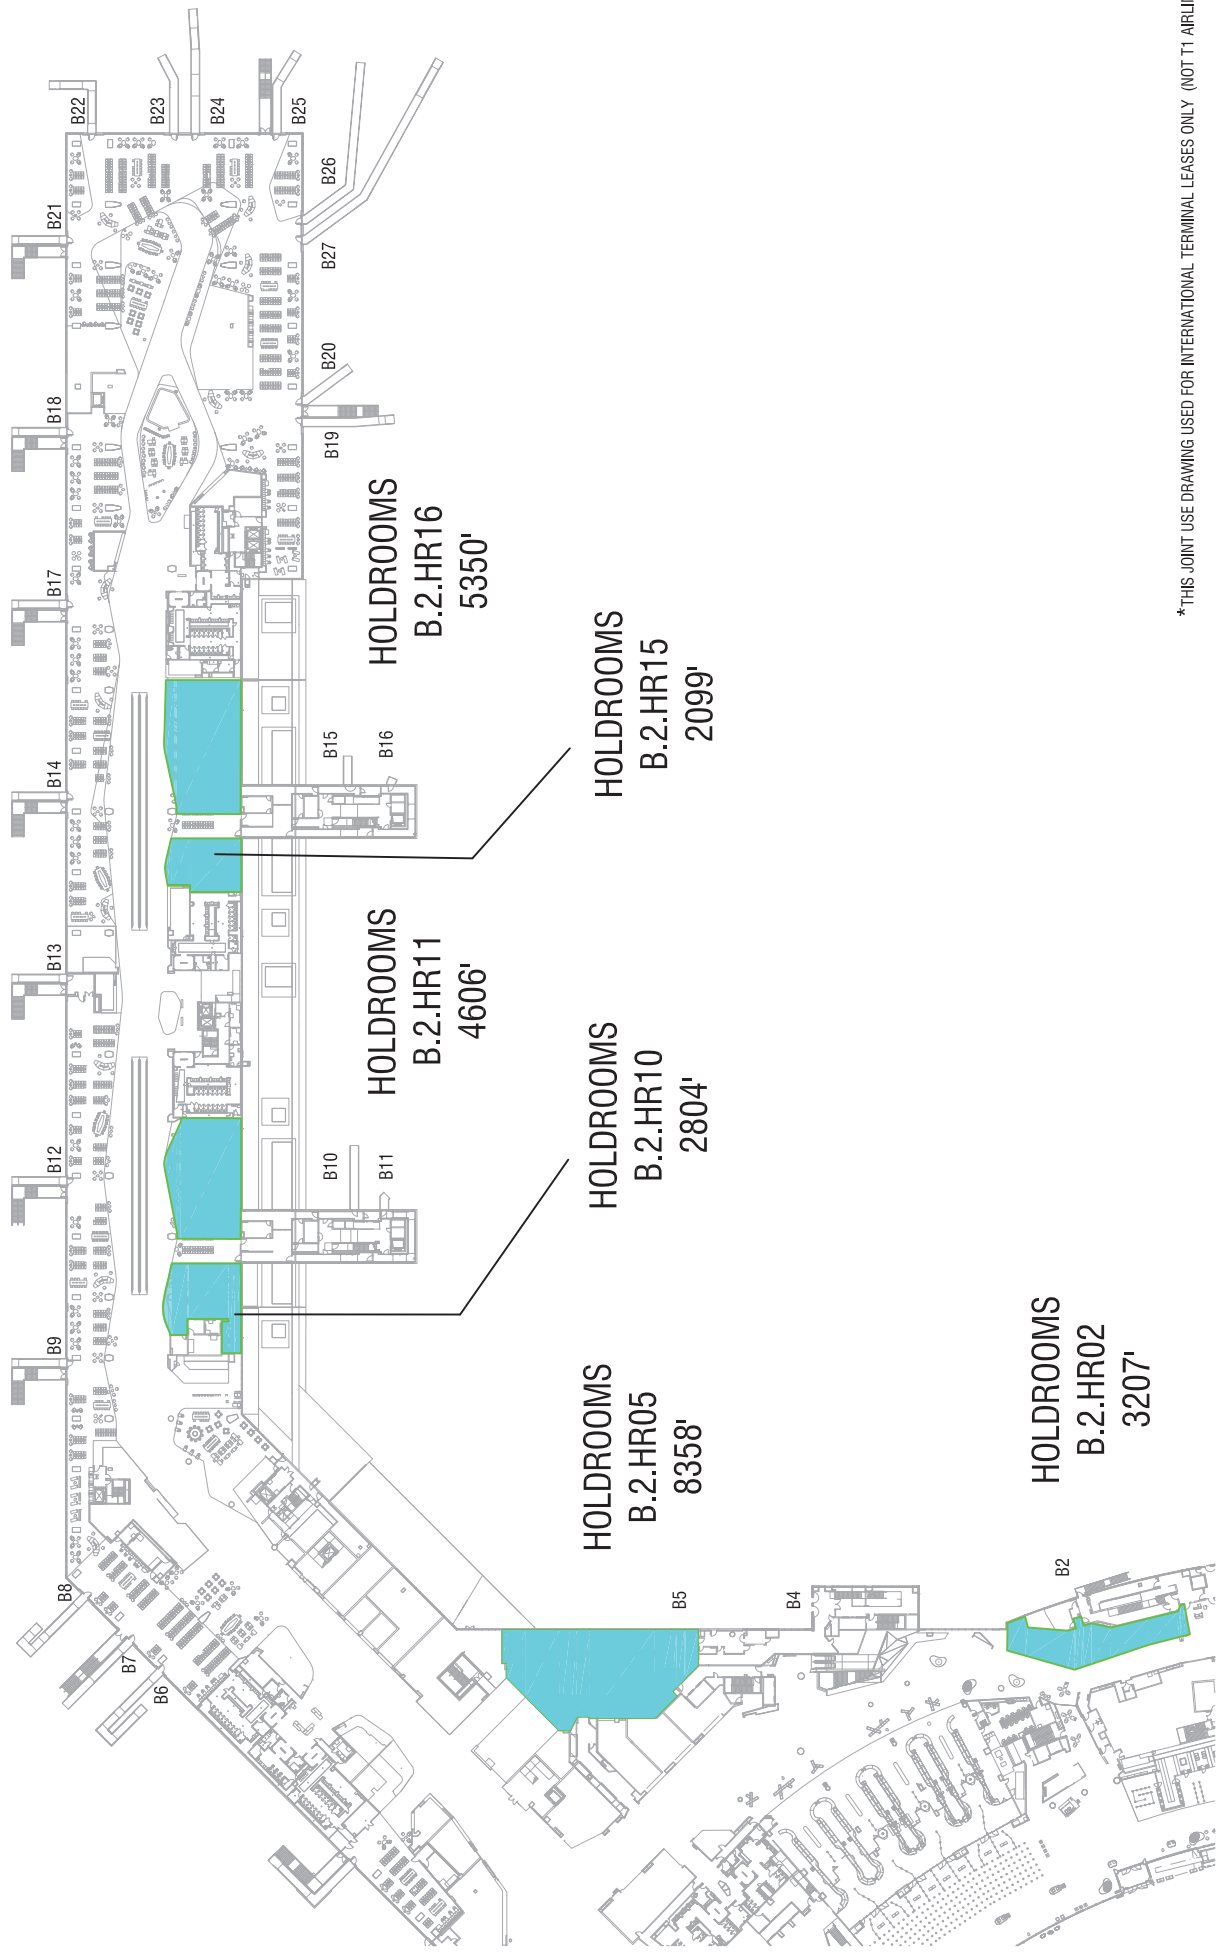 B22
B23
B24
B25
B21
B26
B27
B18
B20
B19
B17
HOLDROOMS
B.2.HR16
5350'
B14
B15
B16
HOLDROOMS
B.2.HR15
2099'
B13
HOLDROOMS
B.2.HR11
4606'
B12
B10
B11
HOLDROOMS
B.2.HR10
2804'
B9
HOLDROOMS
B.2.HR05
8358'
HOLDROOMS
B.2.HR02
3207'
B8
B7
B6
B5
B4
B2
*THIS JOINT USE DRAWING USED FOR INTERNATIONAL TERMINAL LEASES ONLY (NOT T1